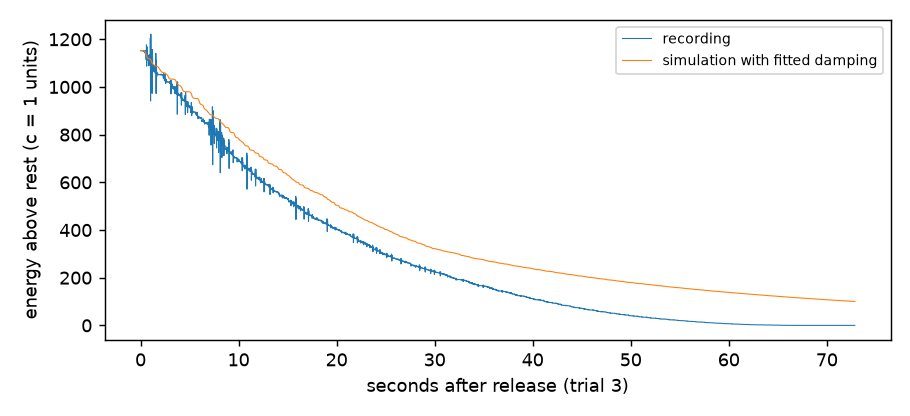 energy above rest (c = 1 units)
1200
1000
800
600
400
200
0
recording
simulation with fitted damping
0 10 20 30 40 50 60 70
seconds after release (trial 3)